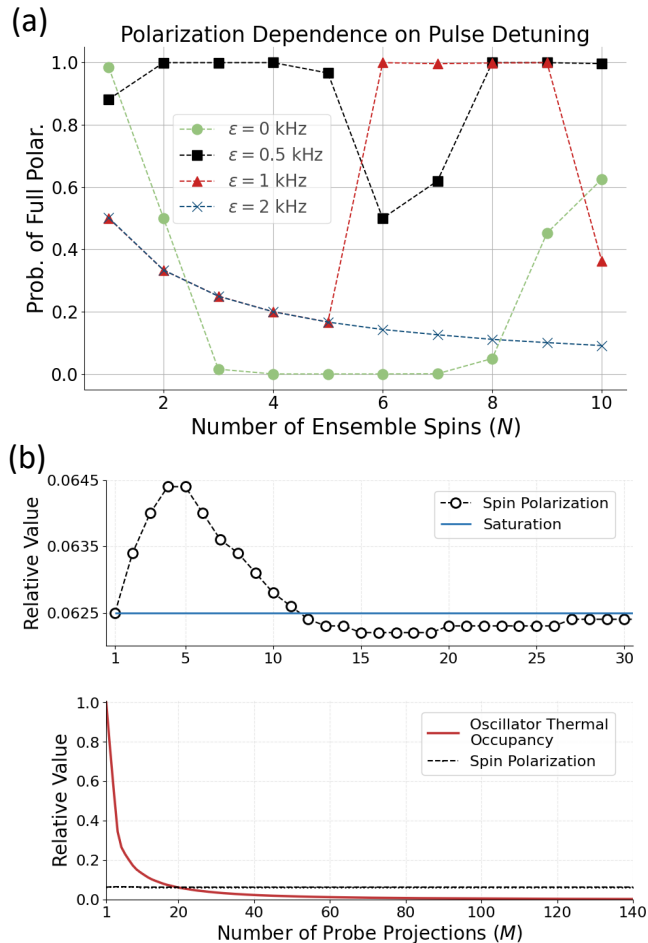 (a)
Polarization Dependence on Pulse Detuning
Prob. of Full Polar.
1.0
0.8
0.6
0.4
0.2
0.0
ε = 0 kHz
ε = 0.5 kHz
ε = 1 kHz
ε = 2 kHz
2 4 6 8 10
Number of Ensemble Spins (N)
(b)
Relative Value
0.0645
0.0635
0.0625
Spin Polarization
Saturation
1 5 10 15 20 25 30
Relative Value
1.0
0.8
0.6
0.4
0.2
0.0
Oscillator Thermal
Occupancy
Spin Polarization
1 20 40 60 80 100 120 140
Number of Probe Projections (M)